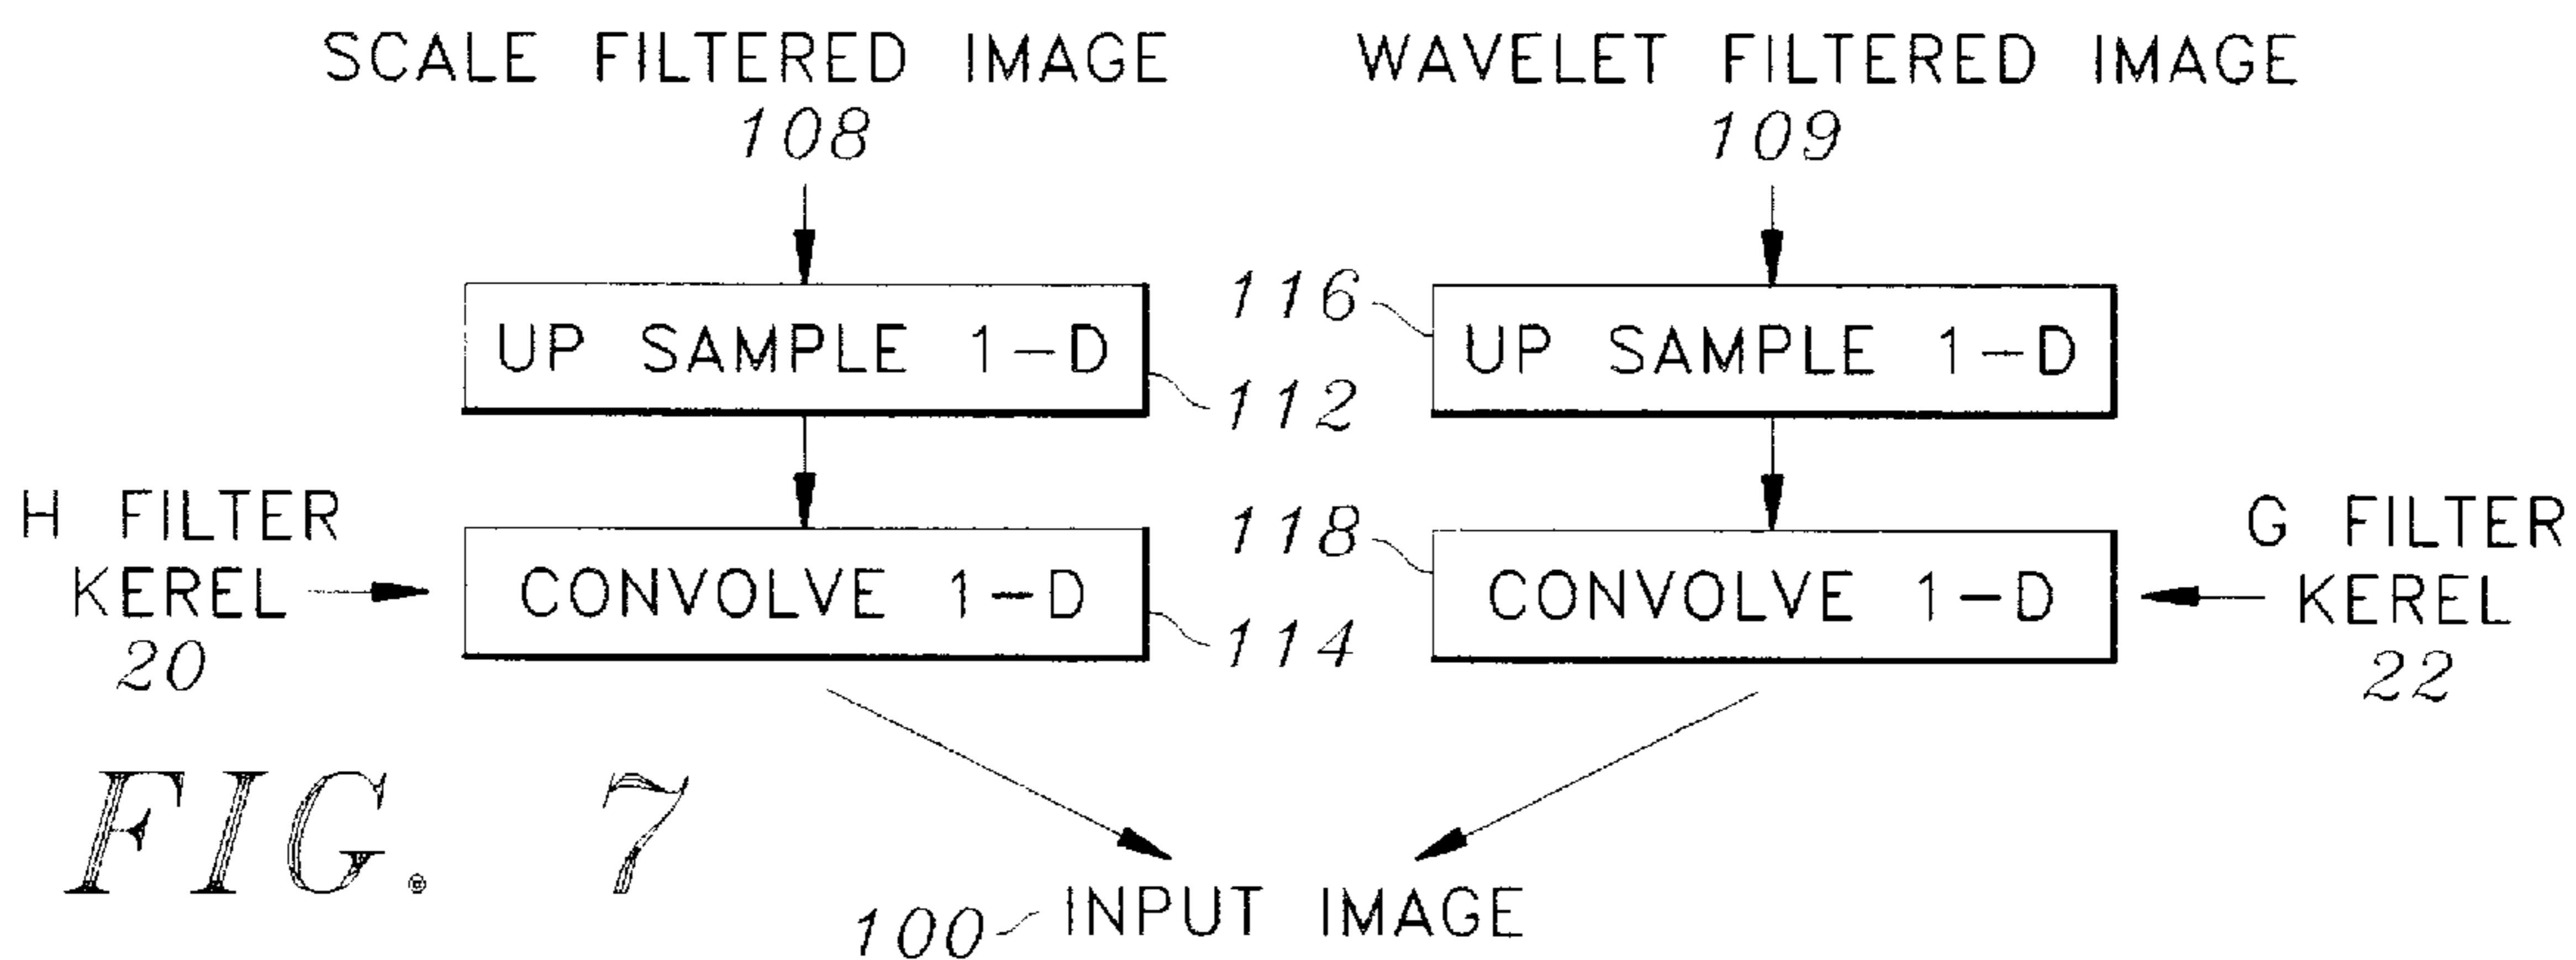 SCALE FILTERED IMAGE
108
WAVELET FILTERED IMAGE
109
UP SAMPLE 1-D
112
116
UP SAMPLE 1-D
H FILTER
KEREL
20
CONVOLVE 1-D
114
118
CONVOLVE 1-D
G FILTER
KEREL
22
100
INPUT IMAGE
FIG. 7